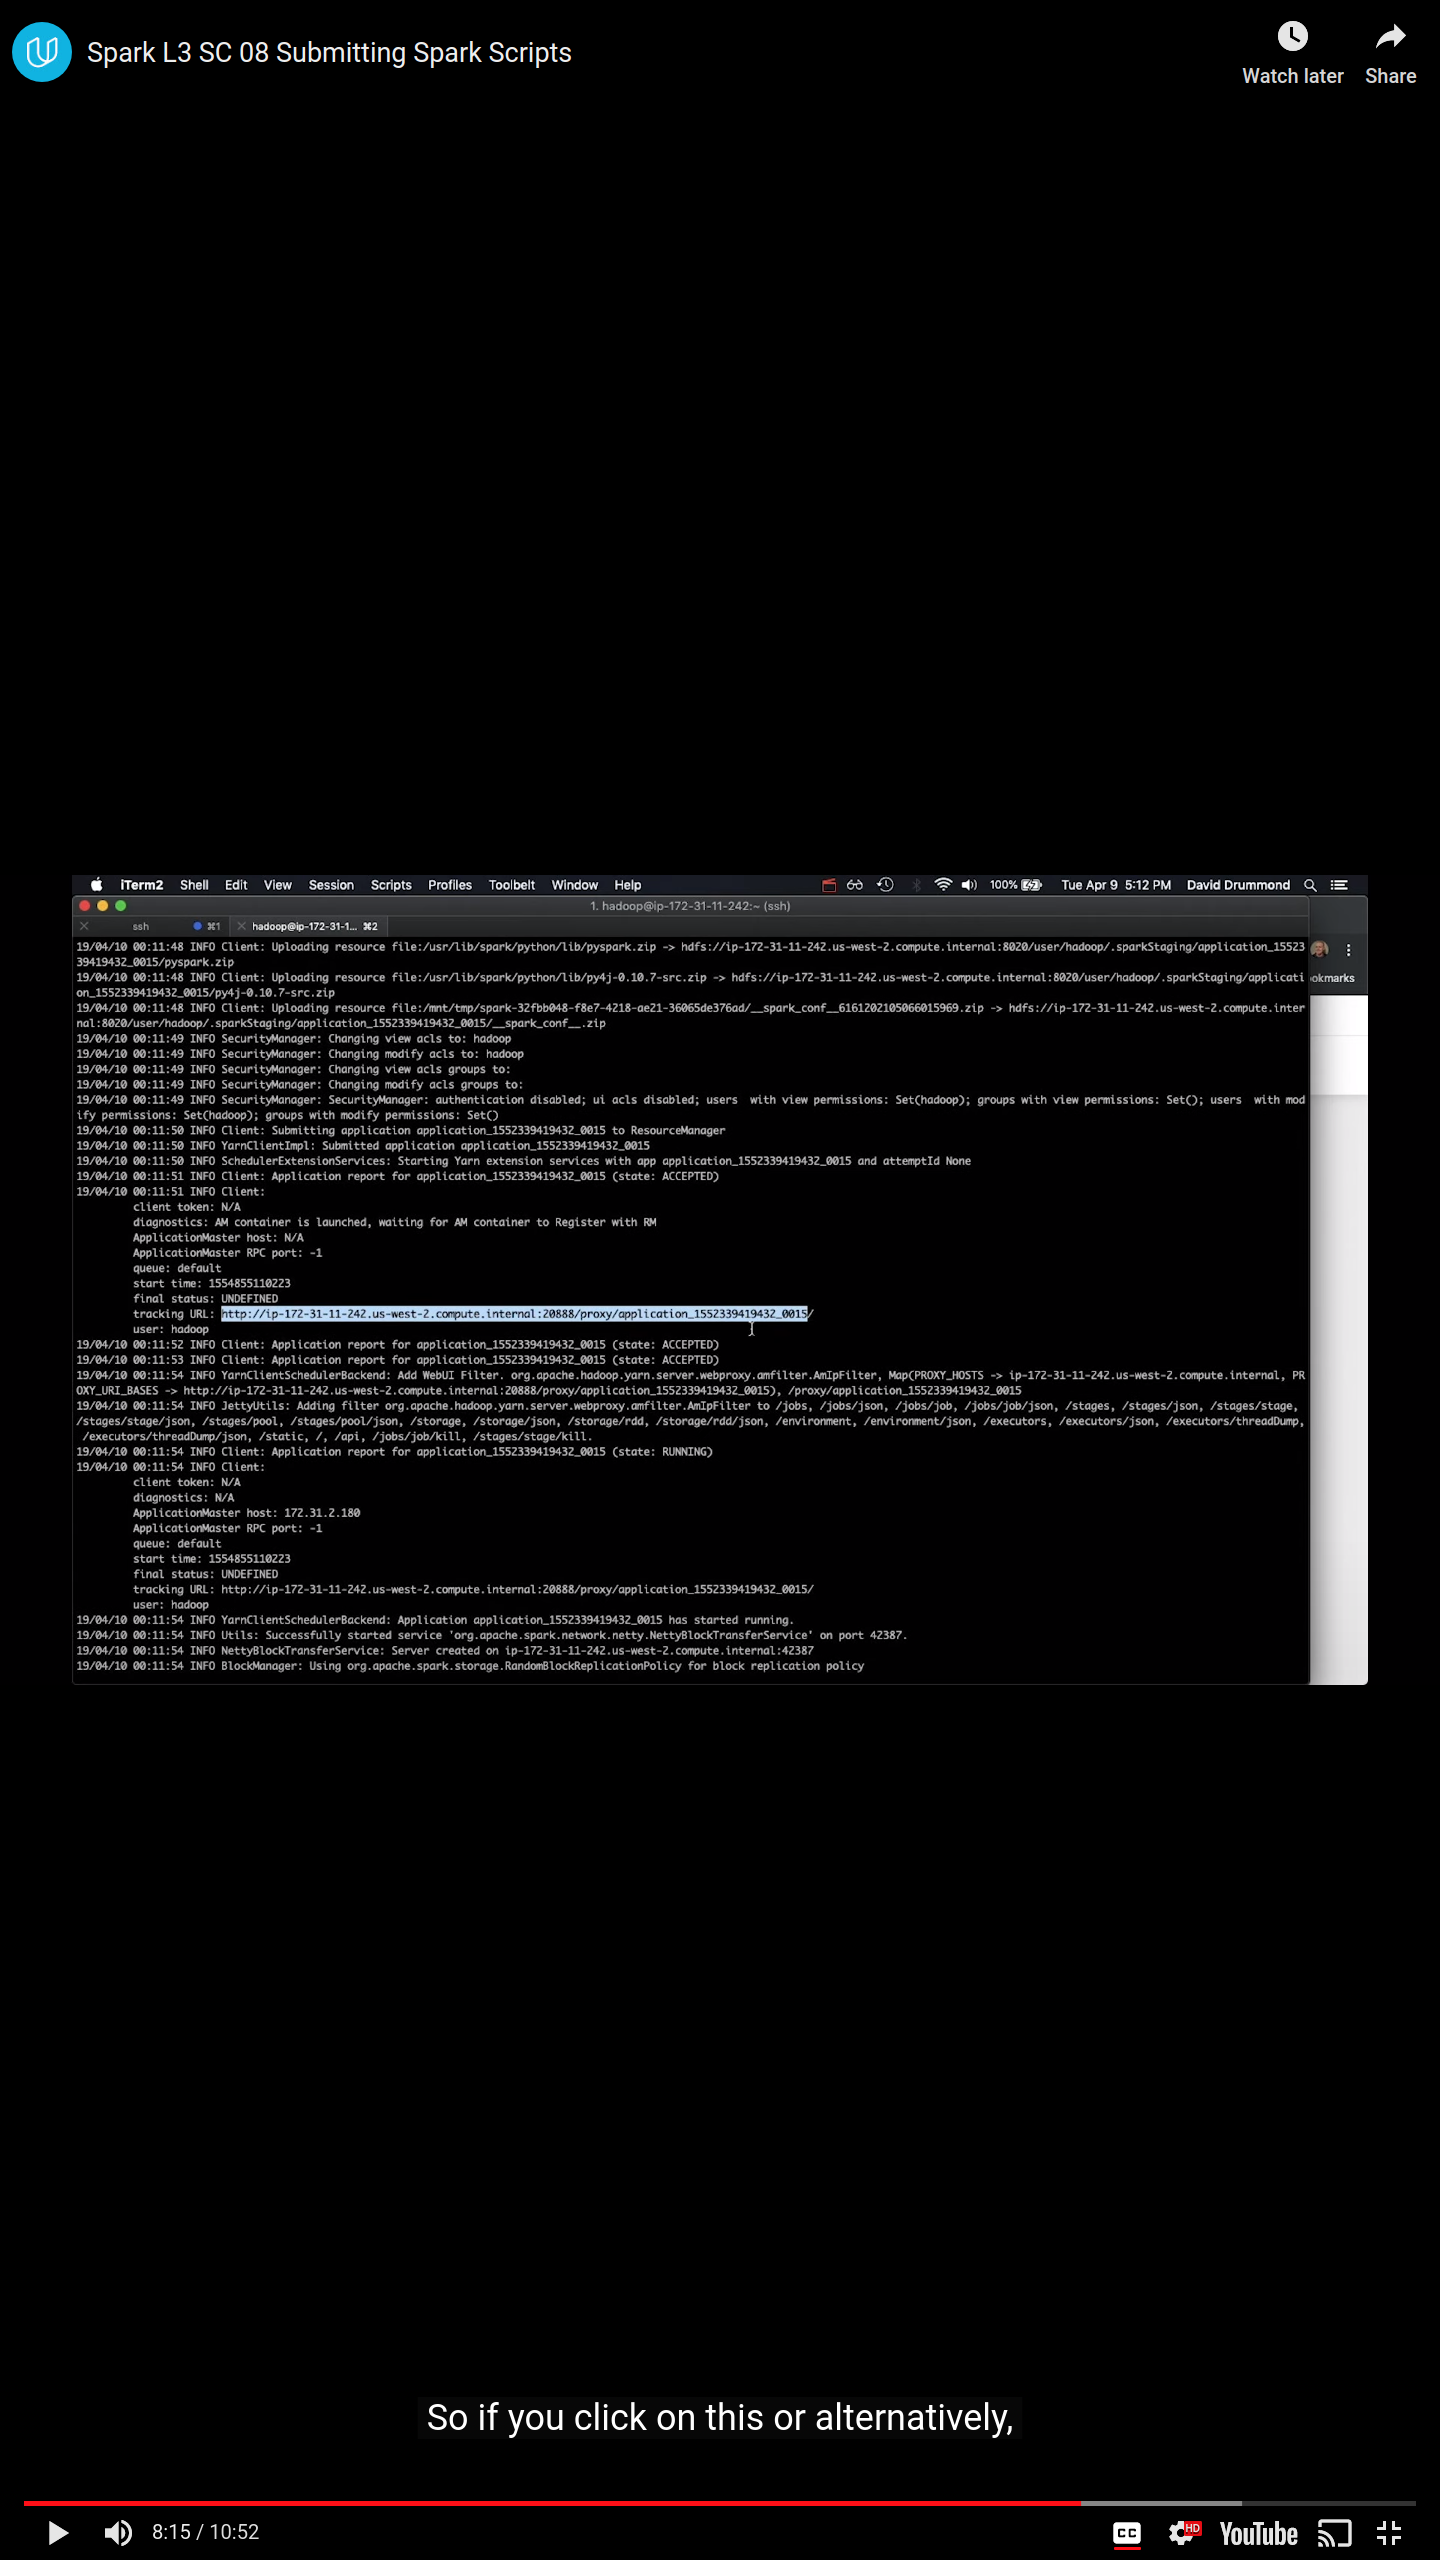 Spark L3 SC 08 Submitting Spark Scripts
Watch later
Share
iTerm2 Shell Edit View Session Scripts Profiles Toolbelt Window Help 100% Tue Apr 9 5:12 PM David Drummond
1. hadoop@ip-172-31-11-242:~ (ssh)
ssh ⌘1 hadoop@ip-172-31-1... ⌘2
19/04/10 00:11:48 INFO Client: Uploading resource file:/usr/lib/spark/python/lib/pyspark.zip -> hdfs://ip-172-31-11-242.us-west-2.compute.internal:8020/user/hadoop/.sparkStaging/application_15523
39419432_0015/pyspark.zip
19/04/10 00:11:48 INFO Client: Uploading resource file:/usr/lib/spark/python/lib/py4j-0.10.7-src.zip -> hdfs://ip-172-31-11-242.us-west-2.compute.internal:8020/user/hadoop/.sparkStaging/applicati
okmarks
on_1552339419432_0015/py4j-0.10.7-src.zip
19/04/10 00:11:48 INFO Client: Uploading resource file:/mnt/tmp/spark-32fbb048-f8e7-4218-ae21-36065de376ad/__spark_conf__6161202105066015969.zip -> hdfs://ip-172-31-11-242.us-west-2.compute.inter
nal:8020/user/hadoop/.sparkStaging/application_1552339419432_0015/__spark_conf__.zip
19/04/10 00:11:49 INFO SecurityManager: Changing view acls to: hadoop
19/04/10 00:11:49 INFO SecurityManager: Changing modify acls to: hadoop
19/04/10 00:11:49 INFO SecurityManager: Changing view acls groups to:
19/04/10 00:11:49 INFO SecurityManager: Changing modify acls groups to:
19/04/10 00:11:49 INFO SecurityManager: SecurityManager: authentication disabled; ui acls disabled; users  with view permissions: Set(hadoop); groups with view permissions: Set(); users  with mod
ify permissions: Set(hadoop); groups with modify permissions: Set()
19/04/10 00:11:50 INFO Client: Submitting application application_1552339419432_0015 to ResourceManager
19/04/10 00:11:50 INFO YarnClientImpl: Submitted application application_1552339419432_0015
19/04/10 00:11:50 INFO SchedulerExtensionServices: Starting Yarn extension services with app application_1552339419432_0015 and attemptId None
19/04/10 00:11:51 INFO Client: Application report for application_1552339419432_0015 (state: ACCEPTED)
19/04/10 00:11:51 INFO Client:
client token: N/A
diagnostics: AM container is launched, waiting for AM container to Register with RM
ApplicationMaster host: N/A
ApplicationMaster RPC port: -1
queue: default
start time: 1554855110223
final status: UNDEFINED
tracking URL: http://ip-172-31-11-242.us-west-2.compute.internal:20888/proxy/application_1552339419432_0015/
user: hadoop
19/04/10 00:11:52 INFO Client: Application report for application_1552339419432_0015 (state: ACCEPTED)
19/04/10 00:11:53 INFO Client: Application report for application_1552339419432_0015 (state: ACCEPTED)
19/04/10 00:11:54 INFO YarnClientSchedulerBackend: Add WebUI Filter. org.apache.hadoop.yarn.server.webproxy.amfilter.AmIpFilter, Map(PROXY_HOSTS -> ip-172-31-11-242.us-west-2.compute.internal, PR
OXY_URI_BASES -> http://ip-172-31-11-242.us-west-2.compute.internal:20888/proxy/application_1552339419432_0015), /proxy/application_1552339419432_0015
19/04/10 00:11:54 INFO JettyUtils: Adding filter org.apache.hadoop.yarn.server.webproxy.amfilter.AmIpFilter to /jobs, /jobs/json, /jobs/job, /jobs/job/json, /stages, /stages/json, /stages/stage,
/stages/stage/json, /stages/pool, /stages/pool/json, /storage, /storage/json, /storage/rdd, /storage/rdd/json, /environment, /environment/json, /executors, /executors/json, /executors/threadDump,
/executors/threadDump/json, /static, /, /api, /jobs/job/kill, /stages/stage/kill.
19/04/10 00:11:54 INFO Client: Application report for application_1552339419432_0015 (state: RUNNING)
19/04/10 00:11:54 INFO Client:
client token: N/A
diagnostics: N/A
ApplicationMaster host: 172.31.2.180
ApplicationMaster RPC port: -1
queue: default
start time: 1554855110223
final status: UNDEFINED
tracking URL: http://ip-172-31-11-242.us-west-2.compute.internal:20888/proxy/application_1552339419432_0015/
user: hadoop
19/04/10 00:11:54 INFO YarnClientSchedulerBackend: Application application_1552339419432_0015 has started running.
19/04/10 00:11:54 INFO Utils: Successfully started service 'org.apache.spark.network.netty.NettyBlockTransferService' on port 42387.
19/04/10 00:11:54 INFO NettyBlockTransferService: Server created on ip-172-31-11-242.us-west-2.compute.internal:42387
19/04/10 00:11:54 INFO BlockManager: Using org.apache.spark.storage.RandomBlockReplicationPolicy for block replication policy
So if you click on this or alternatively,
8:15 / 10:52
CC
HD
YouTube